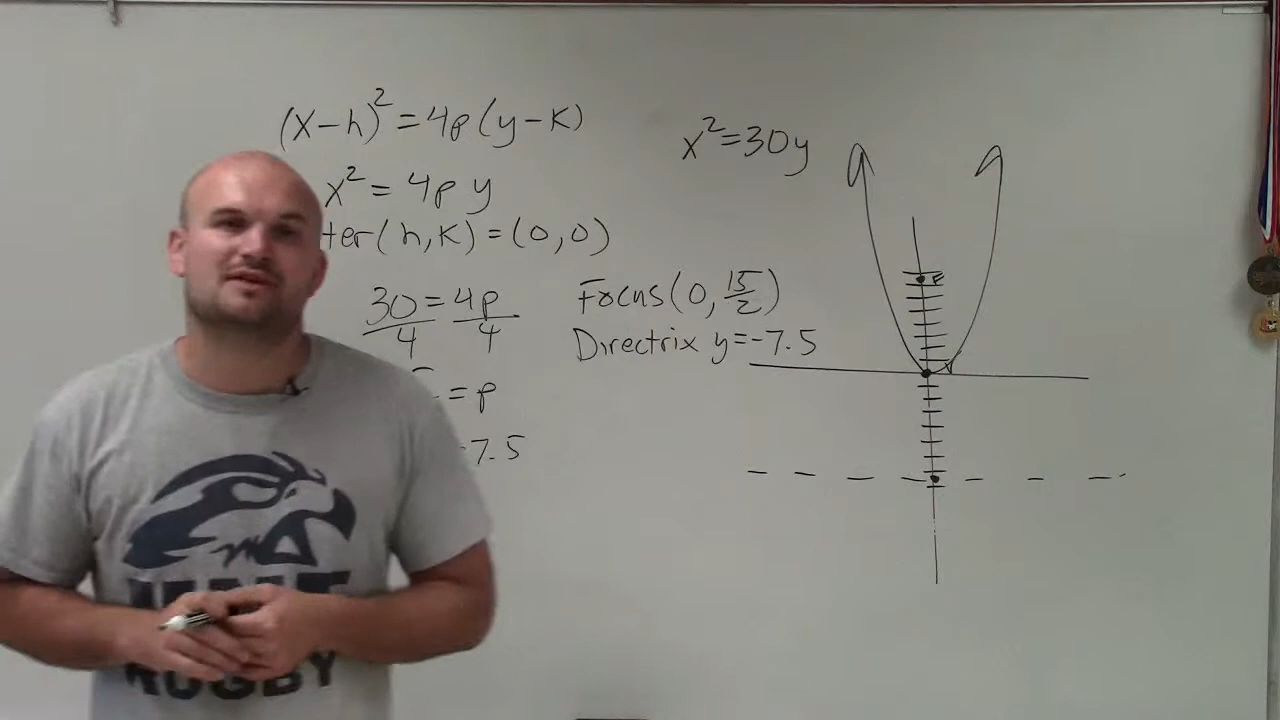 (x-h)²=4p(y-k)
x²=4p y
ter(h,k)=(0,0)
30=4p
4 4
=p
7.5
Focus(0, 15/2)
Directrix y=-7.5
x²=30y
F
V
RUGBY